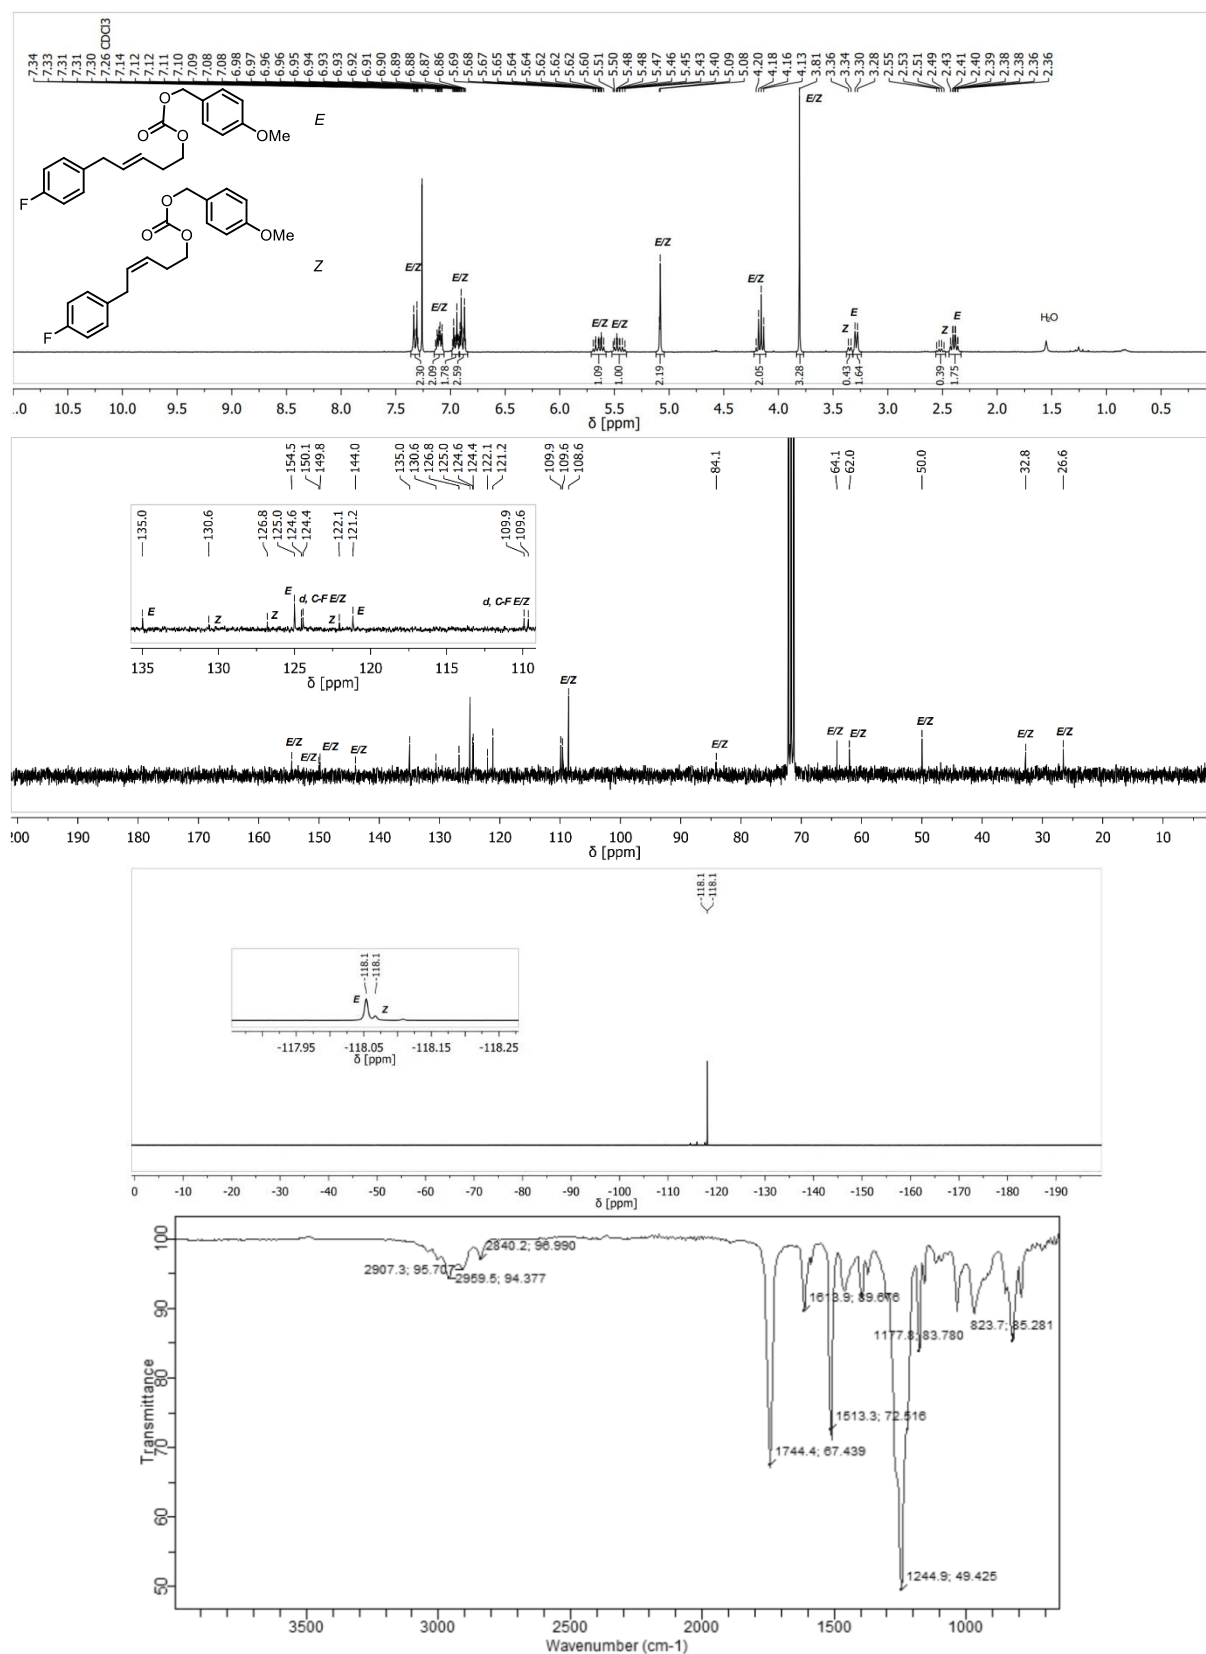 7.34 7.33 7.31 7.31 7.30 7.26 CDCl3 7.14 7.12 7.12 7.11 7.10 7.09 7.08 7.08 6.98 6.97 6.96 6.96 6.95 6.94 6.93 6.93 6.92 6.91 6.90 6.89 6.88 6.87 6.86 5.69 5.68 5.67 5.65 5.64 5.64 5.62 5.62 5.62 5.60 5.51 5.50 5.48 5.48 5.47 5.46 5.45 5.43 5.40 5.09 5.08 4.20 4.18 4.16 4.13 3.81 3.36 3.34 3.30 3.28 2.55 2.53 2.51 2.49 2.43 2.41 2.40 2.39 2.38 2.38 2.36 2.36
O O O OMe F
E
O O O OMe F
Z
E/Z E/Z E/Z E/Z E/Z E/Z E/Z E/Z Z E Z E H2O
2.30 2.09 1.78 2.59 1.09 1.00 2.19 2.05 3.28 0.43 1.64 0.39 1.75
.0 10.5 10.0 9.5 9.0 8.5 8.0 7.5 7.0 6.5 6.0 5.5 5.0 4.5 4.0 3.5 3.0 2.5 2.0 1.5 1.0 0.5
δ [ppm]
154.5 150.1 149.8 144.0 135.0 130.6 126.8 125.0 124.6 124.4 122.1 121.2 109.9 109.6 108.6 84.1 64.1 62.0 50.0 32.8 26.6
135.0 130.6 126.8 125.0 124.6 124.4 122.1 121.2 109.9 109.6
E Z Z E d, C-F E/Z Z E d, C-F E/Z
135 130 125 120 115 110
δ [ppm]
E/Z E/Z E/Z E/Z E/Z E/Z E/Z E/Z E/Z E/Z E/Z
200 190 180 170 160 150 140 130 120 110 100 90 80 70 60 50 40 30 20 10
δ [ppm]
-118.1 -118.1
-118.1 -118.1
E Z
-117.95 -118.05 -118.15 -118.25
δ [ppm]
0 -10 -20 -30 -40 -50 -60 -70 -80 -90 -100 -110 -120 -130 -140 -150 -160 -170 -180 -190
δ [ppm]
100 90 80 70 60 50
Transmittance
2840.2; 96.990
2907.3; 95.707
2959.5; 94.377
1613.9; 89.676
823.7; 85.281
1177.8; 83.780
1513.3; 72.516
1744.4; 67.439
1244.9; 49.425
3500 3000 2500 2000 1500 1000
Wavenumber (cm-1)